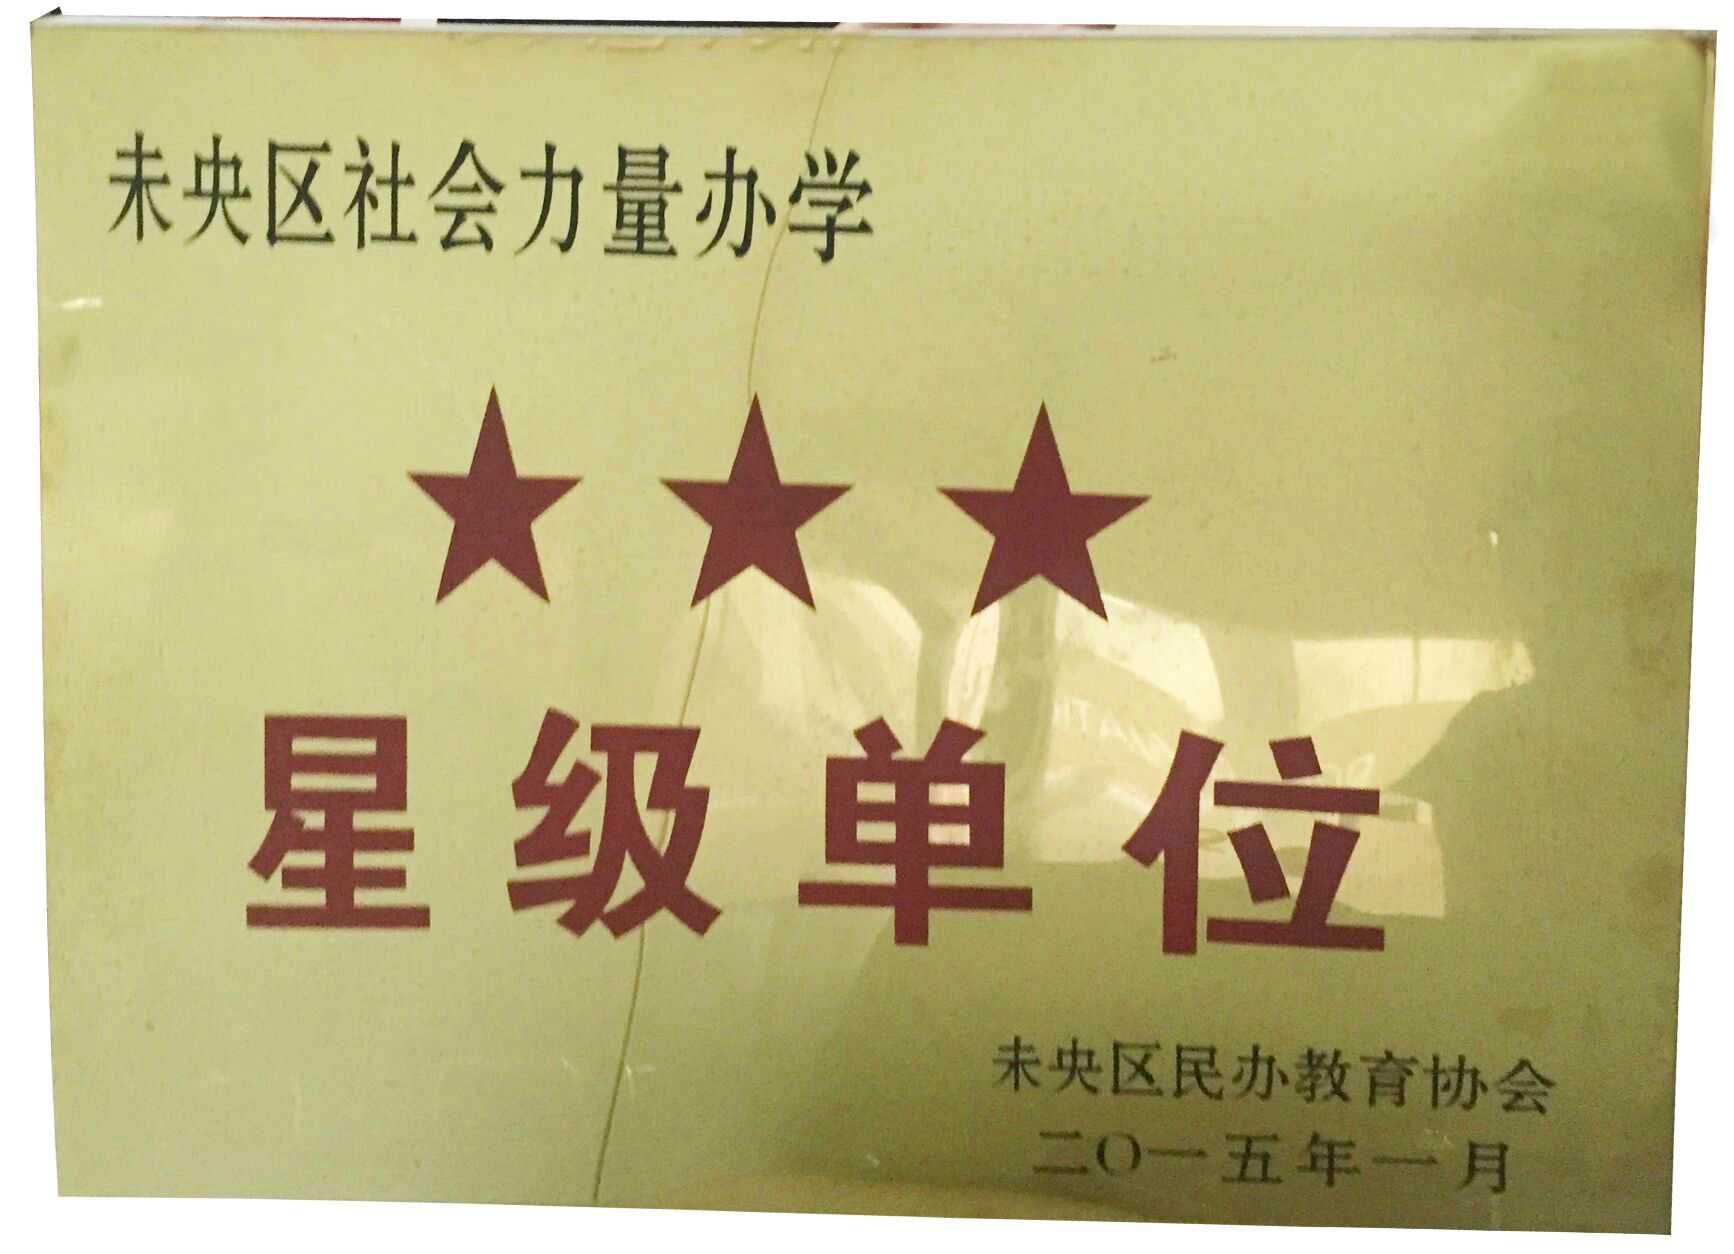 未央区社会力量办学
★ ★ ★
星级单位
未央区民办教育协会
二〇一五年一月